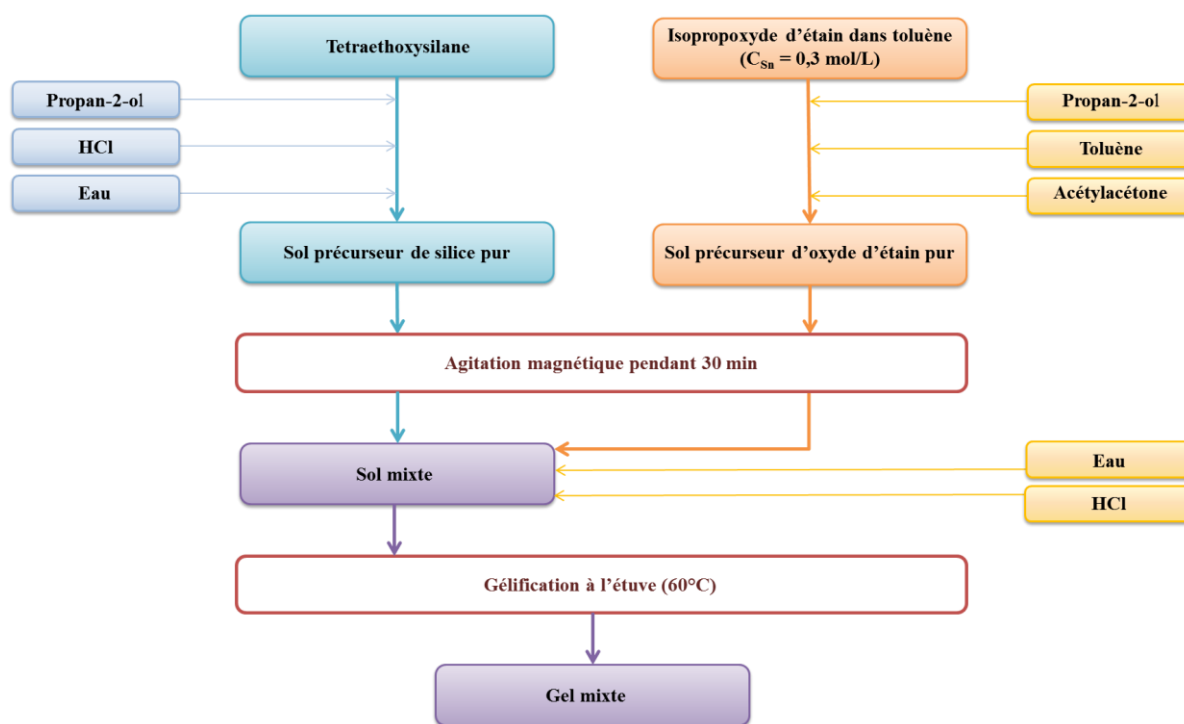 Tetraethoxysilane
Isopropoxyde d’étain dans toluène
(CSn = 0,3 mol/L)
Propan-2-ol
HCl
Eau
Propan-2-ol
Toluène
Acétylacétone
Sol précurseur de silice pur
Sol précurseur d’oxyde d’étain pur
Agitation magnétique pendant 30 min
Sol mixte
Eau
HCl
Gélification à l’étuve (60°C)
Gel mixte